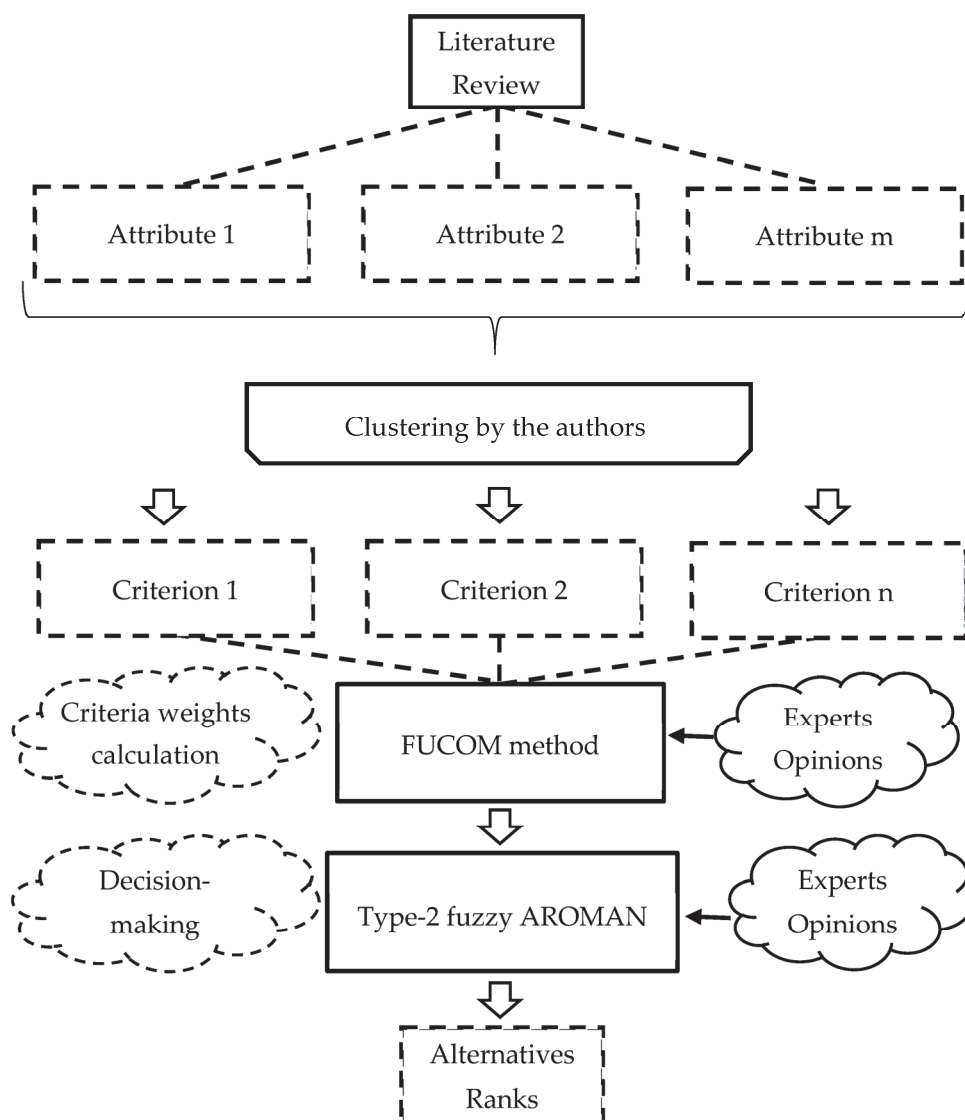 Literature
Review
Attribute 1
Attribute 2
Attribute m
Clustering by the authors
Criterion 1
Criterion 2
Criterion n
Criteria weights
calculation
FUCOM method
Experts
Opinions
Decision-
making
Type-2 fuzzy AROMAN
Experts
Opinions
Alternatives
Ranks